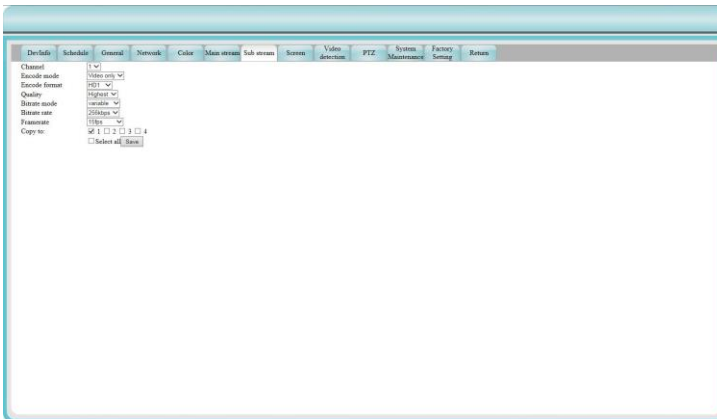 DevInfo Schedule General Network Color Main stream Sub stream Screen Video detection PTZ System Maintenance Factory Setting Return
Channel 1
Encode mode Video only
Encode format HD1
Quality Highest
Bitrate mode variable
Bitrate rate 256kbps
Framerate 15fps
Copy to: 1 2 3 4
Select all Save